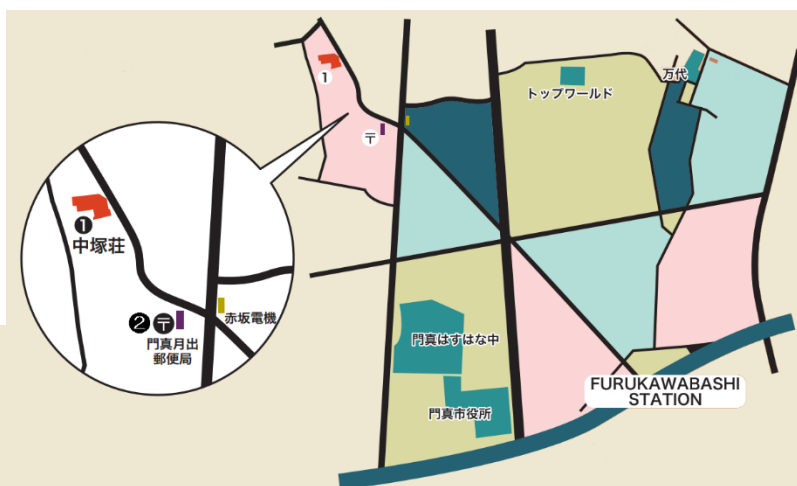 1
〒
トップワールド
万代
❶
中塚荘
❷〒
門真月出
郵便局
赤坂電機
門真はすはな中
門真市役所
FURUKAWABASHI
STATION